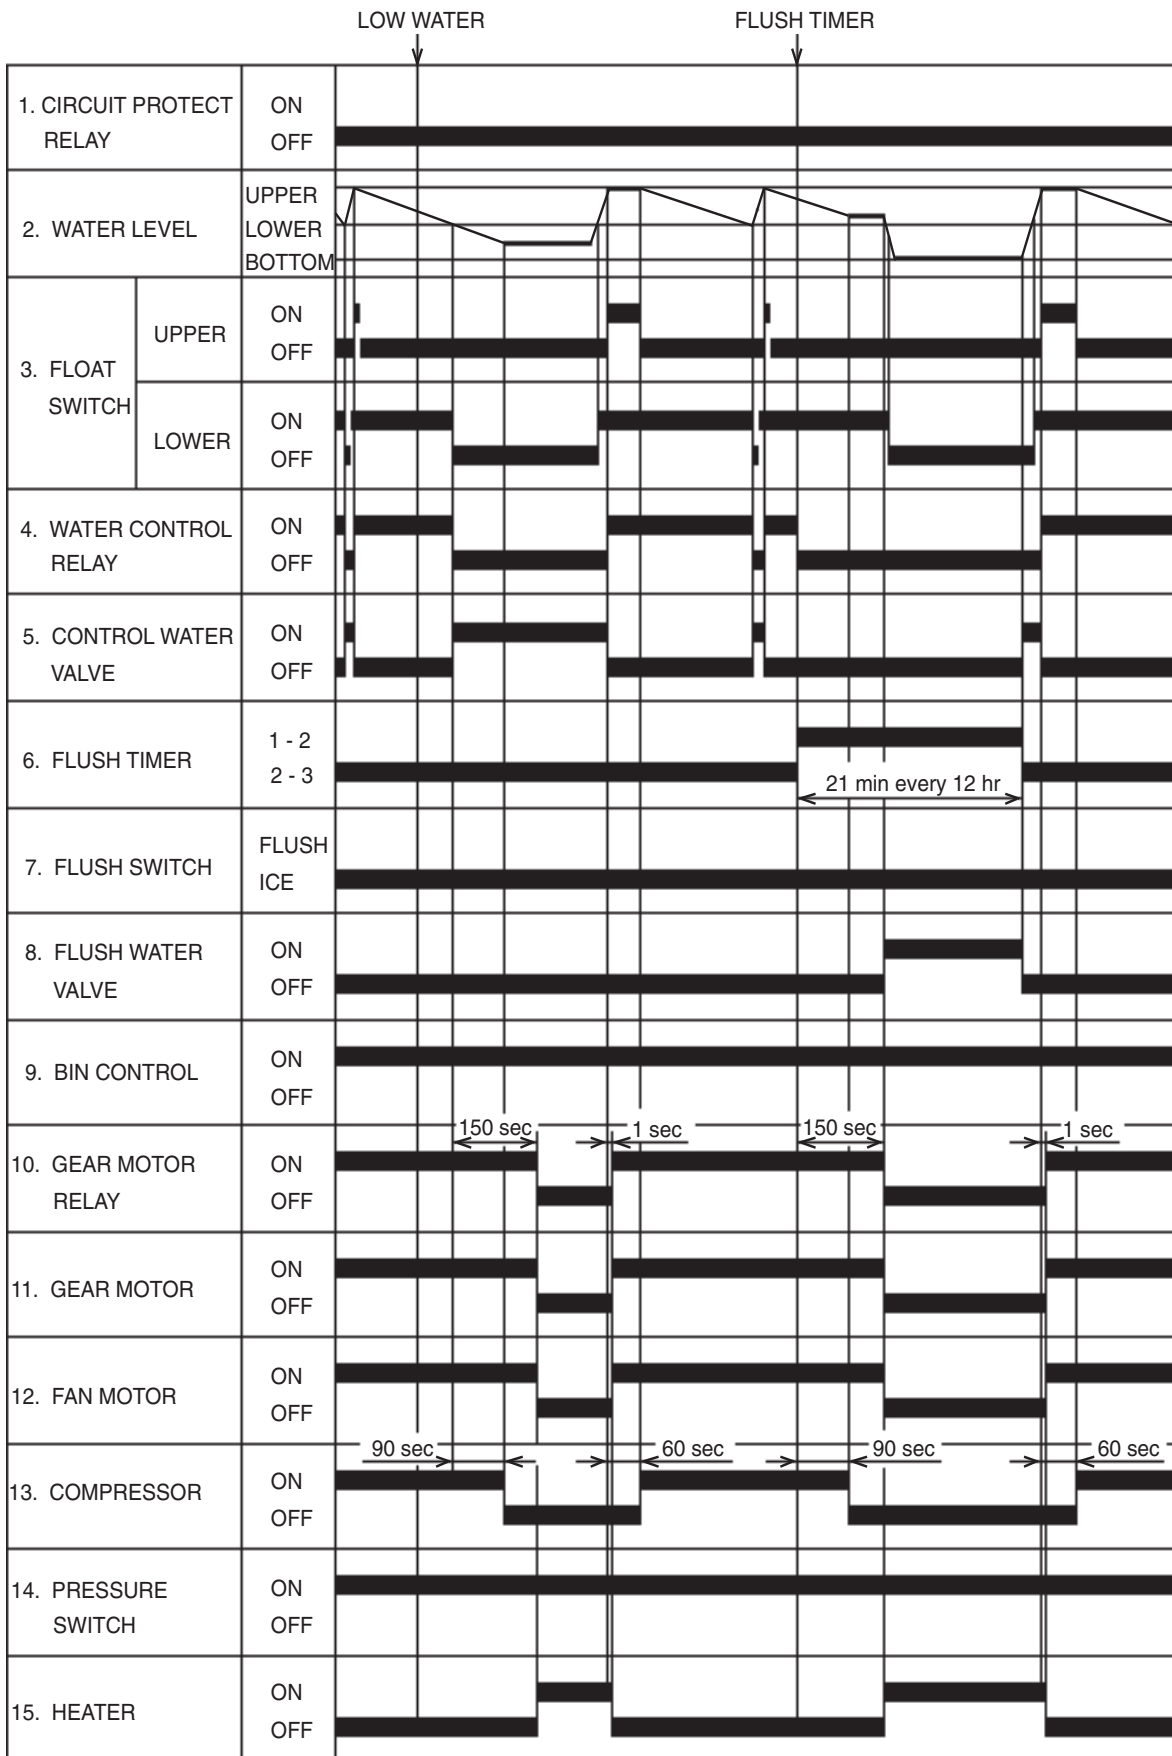 LOW WATER FLUSH TIMER
1. CIRCUIT PROTECT ON
RELAY OFF
UPPER
2. WATER LEVEL LOWER
BOTTOM
3. FLOAT SWITCH
UPPER ON
OFF
LOWER ON
OFF
4. WATER CONTROL ON
RELAY OFF
5. CONTROL WATER ON
VALVE OFF
6. FLUSH TIMER 1 - 2
2 - 3
21 min every 12 hr
7. FLUSH SWITCH FLUSH
ICE
8. FLUSH WATER ON
VALVE OFF
9. BIN CONTROL ON
OFF
150 sec 1 sec 150 sec 1 sec
10. GEAR MOTOR ON
RELAY OFF
11. GEAR MOTOR ON
OFF
12. FAN MOTOR ON
OFF
90 sec 60 sec 90 sec 60 sec
13. COMPRESSOR ON
OFF
14. PRESSURE ON
SWITCH OFF
15. HEATER ON
OFF